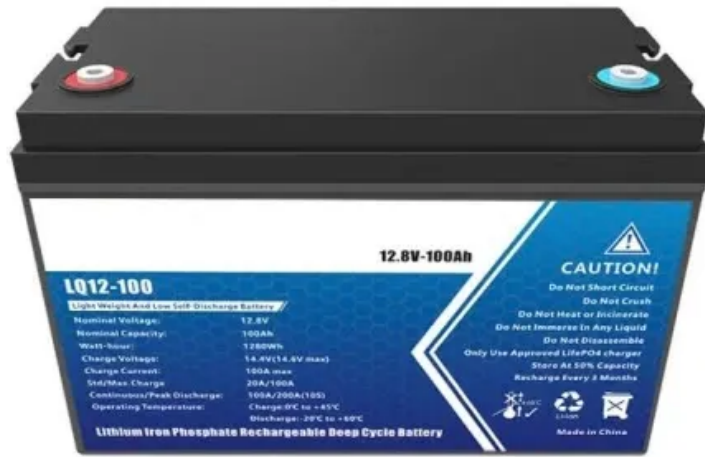 12.8V-100Ah
LQ12-100
Light Weight And Low Self-Discharge Battery
Nominal Voltage: 12.8V
Nominal Capacity: 100Ah
Watt-hour: 1280Wh
Charge Voltage: 14.4V(14.6V max)
Charge Current: 100A max
Std/Max.Charge 20A/100A
Continuous/Peak Discharge: 100A/200A(10S)
Operating Temperature: Charge:0℃ to +45℃
Discharge:-20℃ to +60℃
Lithium Iron Phosphate Rechargeable Deep Cycle Battery
CAUTION!
Do Not Short Circuit
Do Not Crush
Do Not Heat or Incinerate
Do Not Immerse In Any Liquid
Do Not Disassemble
Only Use Approved LifePO4 charger
Store At 50% Capacity
Recharge Every 3 Months
Li-ion
Made in China